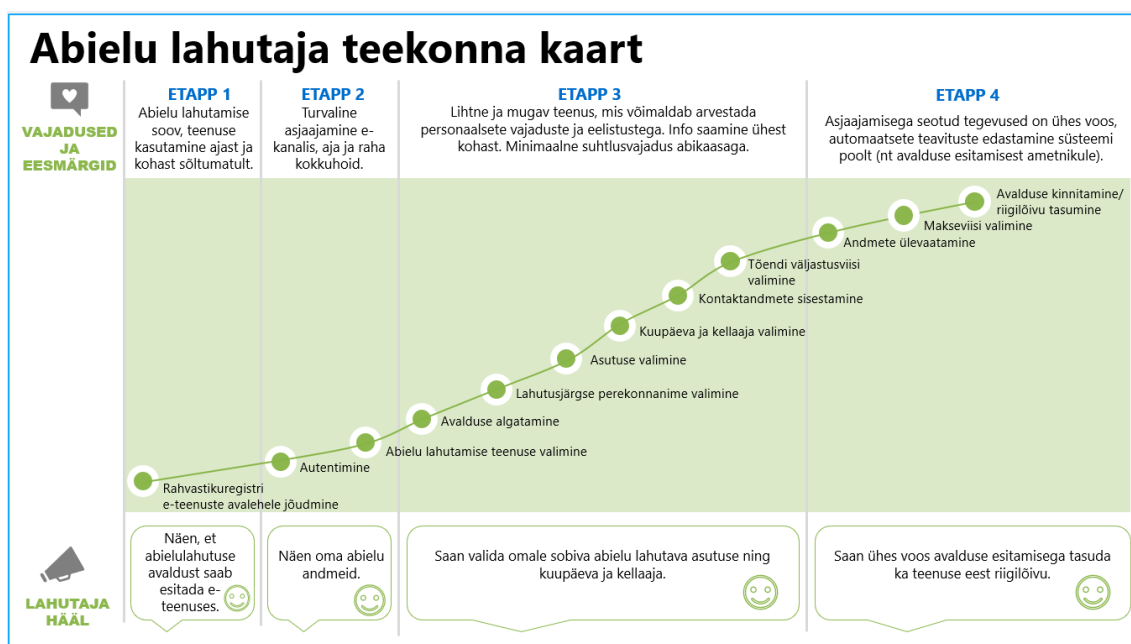 Abielu lahutaja teekonna kaart
VAJADUSED
JA
EESMÄRGID
ETAPP 1
Abielu lahutamise
soov, teenuse
kasutamine ajast ja
kohast sõltumatult.
ETAPP 2
Turvaline
asjaajamine e-
kanalis, aja ja raha
kokkuhoid.
ETAPP 3
Lihtne ja mugav teenus, mis võimaldab arvestada
personaalsete vajaduste ja eelistustega. Info saamine ühest
kohast. Minimaalne suhtlusvajadus abikaasaga.
ETAPP 4
Asjaajamisega seotud tegevused on ühes voos,
automaatsete teavituste edastamine süsteemi
poolt (nt avalduse esitamisest ametnikule).
Rahvastikuregistri
e-teenuste avalehele jõudmine
Autentimine
Abielu lahutamise teenuse valimine
Avalduse algatamine
Lahutusjärgse perekonnanime valimine
Asutuse valimine
Kuupäeva ja kellaaja valimine
Kontaktandmete sisestamine
Tõendi väljastusviisi
valimine
Andmete ülevaatamine
Makseviisi valimine
Avalduse kinnitamine/
riigilõivu tasumine
LAHUTAJA
HÄÄL
Näen, et
abielulahutuse
avaldust saab
esitada e-
teenuses.
Näen oma abielu
andmeid.
Saan valida omale sobiva abielu lahutava asutuse ning
kuupäeva ja kellaaja.
Saan ühes voos avalduse esitamisega tasuda
ka teenuse eest riigilõivu.